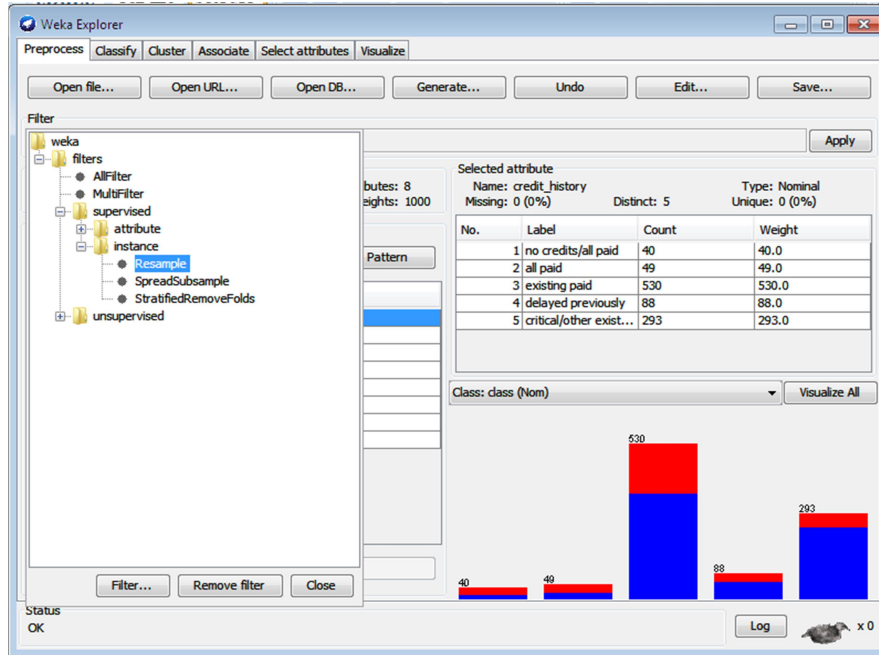 Weka Explorer
Preprocess Classify Cluster Associate Select attributes Visualize
Open file... Open URL... Open DB... Generate... Undo Edit... Save...
Filter
weka
filters
AllFilter
MultiFilter
supervised
attribute
instance
Resample
SpreadSubsample
StratifiedRemoveFolds
unsupervised
Filter... Remove filter Close
Apply
butes: 8
eights: 1000
Pattern
Selected attribute
Name: credit_history Type: Nominal
Missing: 0 (0%) Distinct: 5 Unique: 0 (0%)
No. Label Count Weight
1 no credits/all paid 40 40.0
2 all paid 49 49.0
3 existing paid 530 530.0
4 delayed previously 88 88.0
5 critical/other exist... 293 293.0
Class: class (Nom) Visualize All
530
293
88
49
40
Status
OK
Log x 0